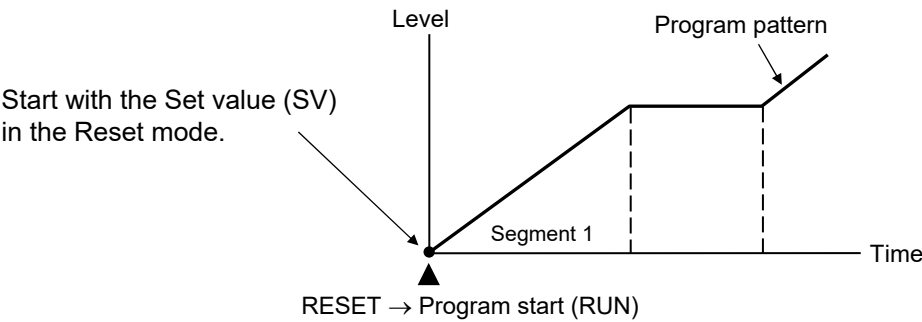 Level
Program pattern
Start with the Set value (SV)
in the Reset mode.
Segment 1
Time
RESET → Program start (RUN)